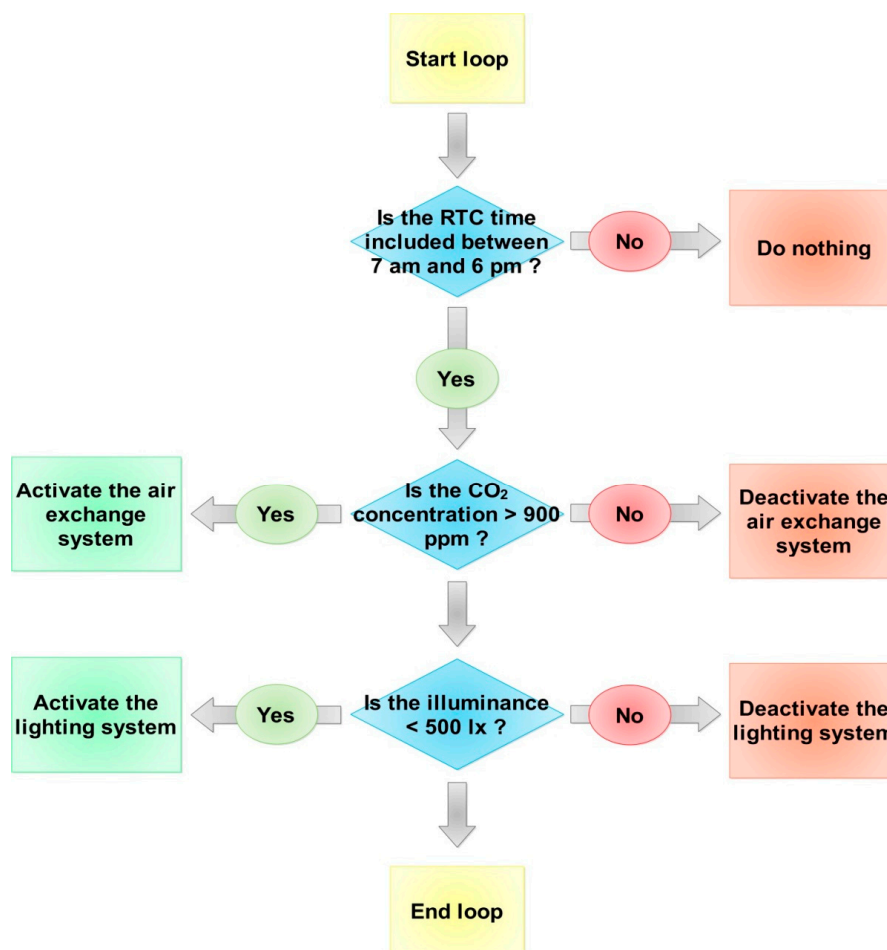 Start loop
Is the RTC time
included between
7 am and 6 pm ?
No
Do nothing
Yes
Activate the air
exchange
system
Yes
Is the CO₂
concentration > 900
ppm ?
No
Deactivate the
air exchange
system
Activate the
lighting system
Yes
Is the illuminance
< 500 lx ?
No
Deactivate the
lighting system
End loop